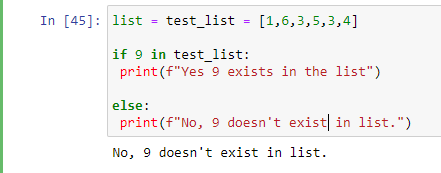 In [45]: list = test_list = [1,6,3,5,3,4]
if 9 in test_list:
print(f"Yes 9 exists in the list")
else:
print(f"No, 9 doesn't exist in list.")
No, 9 doesn't exist in list.